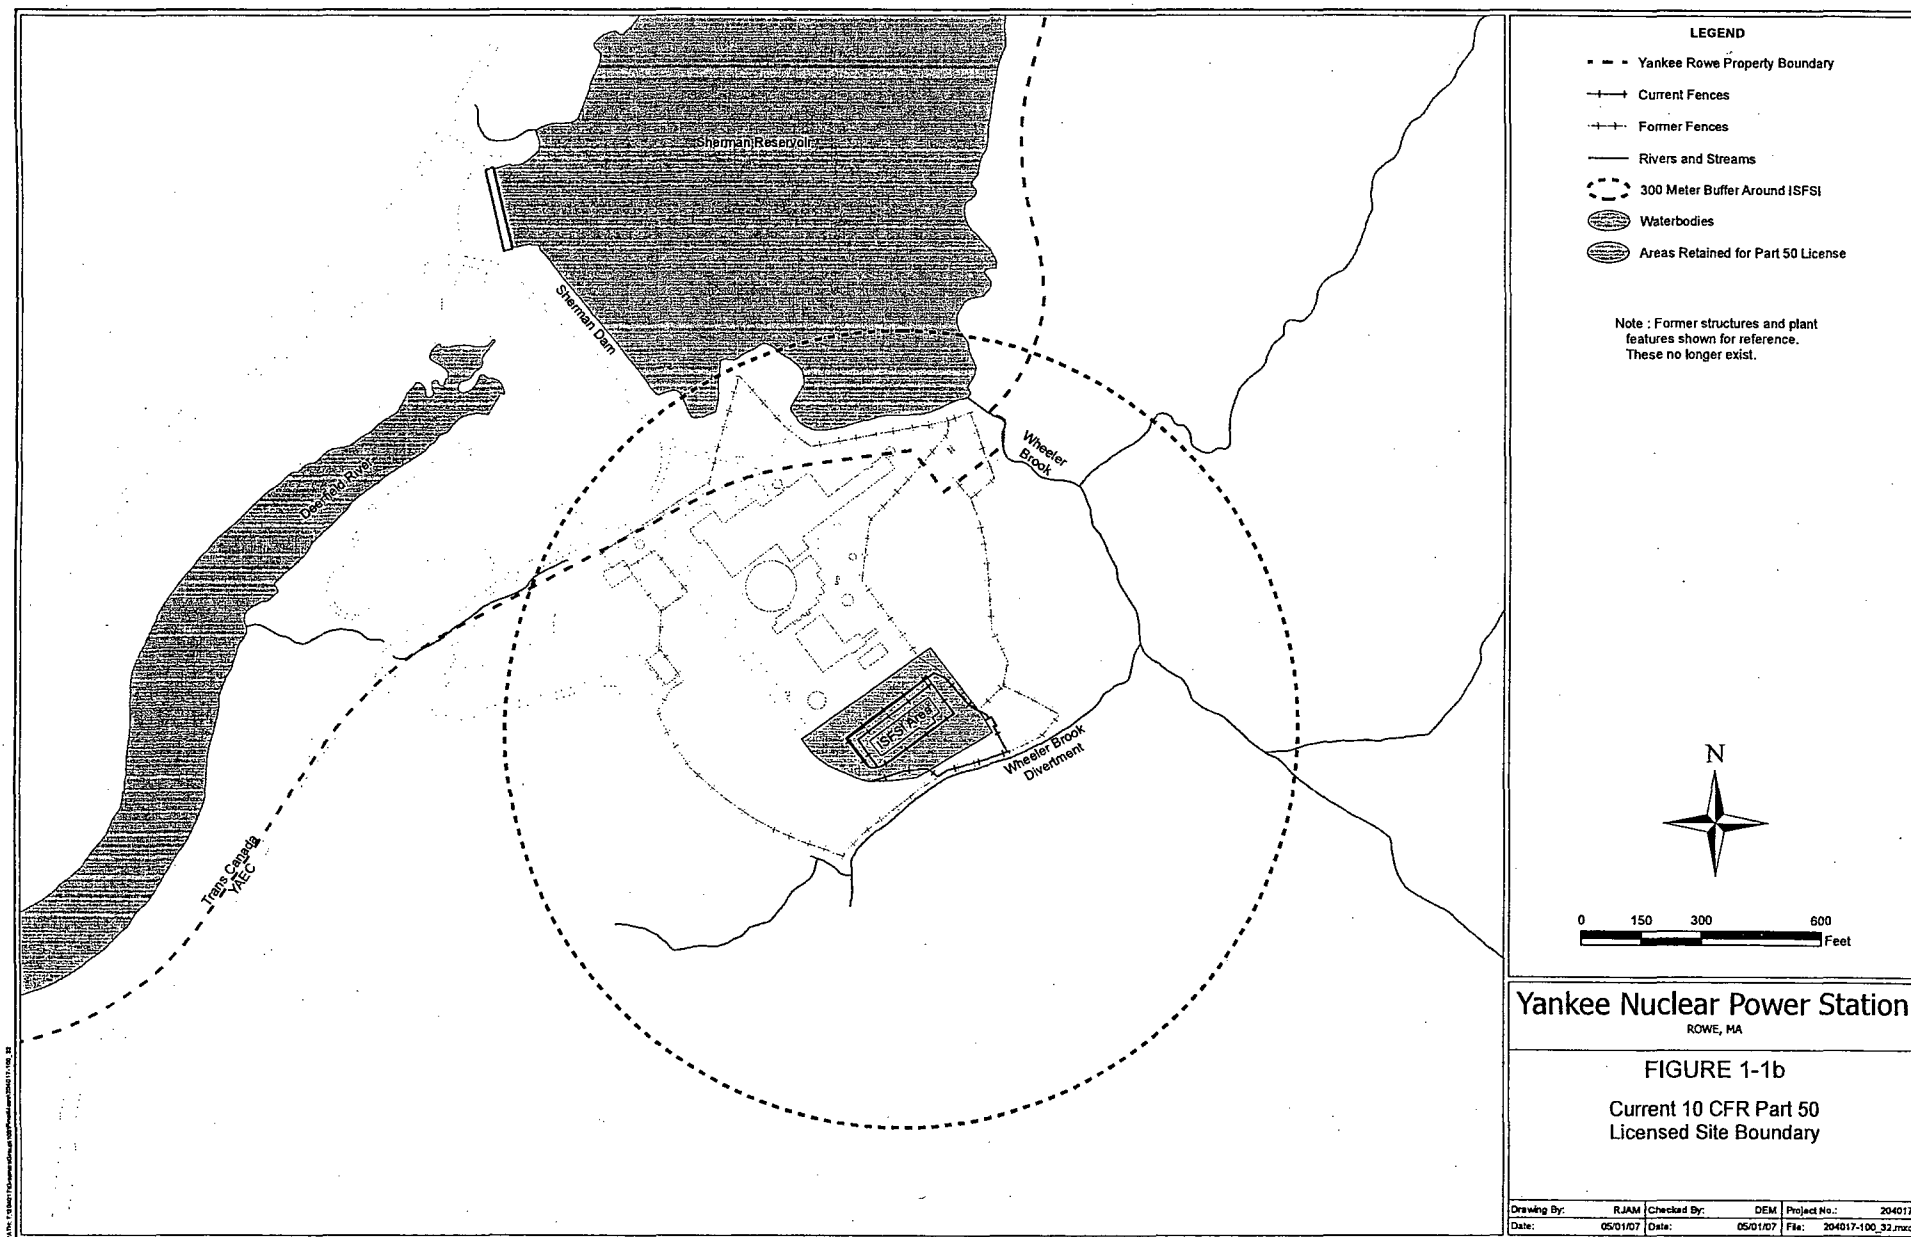 Sherman Reservoir
Sherman Dam
Deerfield River
Wheeler
Brook
ISFSI Area
Wheeler Brook
Divertment
Trans Canada
YAEC
LEGEND
Yankee Rowe Property Boundary
Current Fences
Former Fences
Rivers and Streams
300 Meter Buffer Around ISFSI
Waterbodies
Areas Retained for Part 50 License
Note : Former structures and plant
features shown for reference.
These no longer exist.
N
0 150 300 600
Feet
Yankee Nuclear Power Station
ROWE, MA
FIGURE 1-1b
Current 10 CFR Part 50
Licensed Site Boundary
Drawing By: RJAM Checked By: DEM Project No.: 204017
Date: 05/01/07 Date: 05/01/07 File: 204017-100_32.mxd